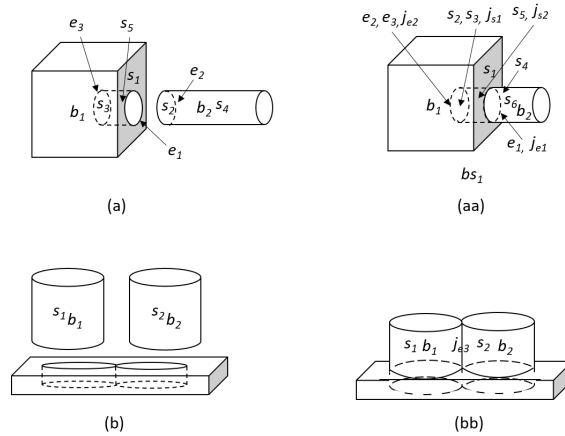 e3 s5
s1
e2
b1 s3 s2 b2 s4
e1
(a)
e2, e3, je2 s2, s3, js1 s5, js2
s1 s4
b1 s6 b2
e1, je1
bs1
(aa)
s1 b1 s2 b2
(b)
s1 b1 je3 s2 b2
(bb)